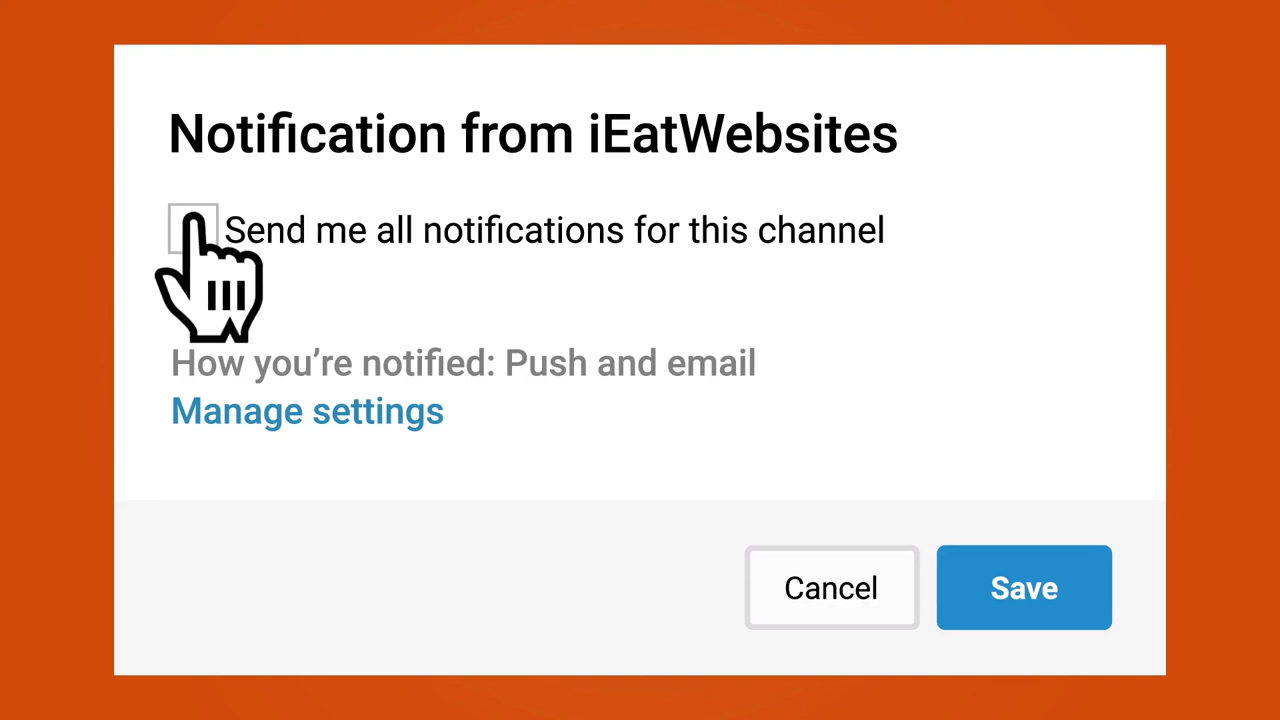 Notification from iEatWebsites
Send me all notifications for this channel
How you’re notified: Push and email
Manage settings
Cancel
Save